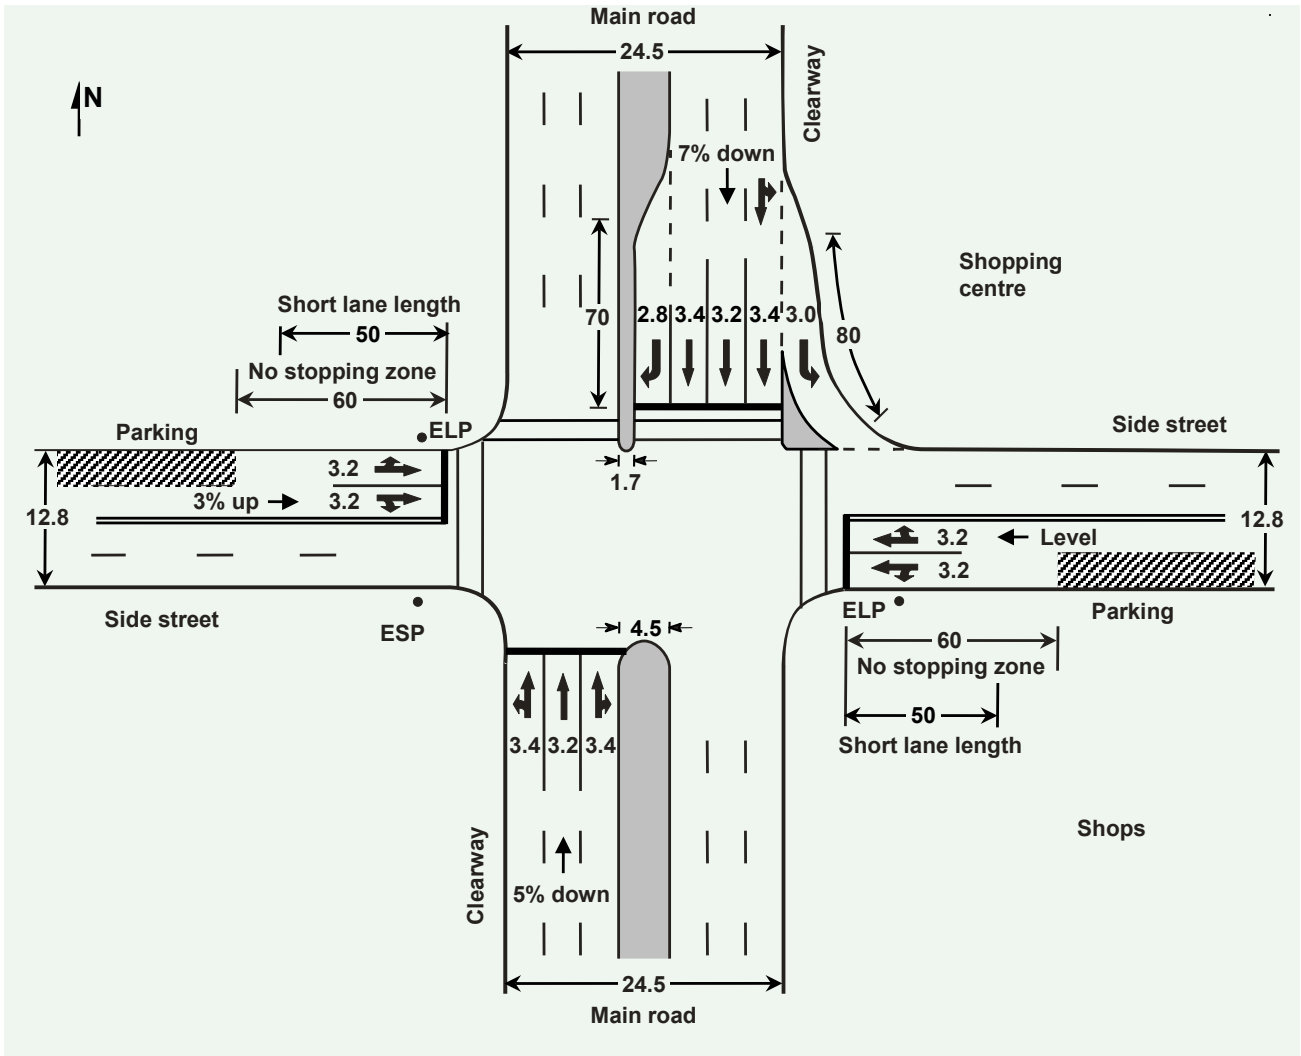 Main road
24.5
Clearway
N
7% down
Shopping
centre
Short lane length
50
70
2.8 3.4 3.2 3.4 3.0
80
No stopping zone
60
Parking
ELP
Side street
3.2
1.7
3% up
3.2
12.8
12.8
3.2
Level
3.2
Side street
ESP
ELP
Parking
4.5
60
No stopping zone
50
3.4 3.2 3.4
Short lane length
Shops
Clearway
5% down
24.5
Main road